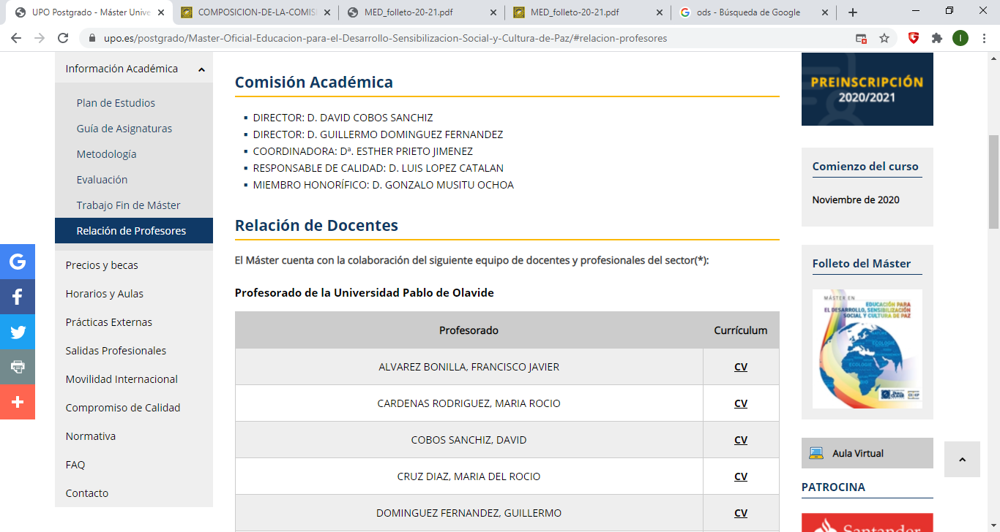 UPO Postgrado - Máster Unive
COMPOSICION-DE-LA-COMIS
MED_folleto-20-21.pdf
MED_folleto-20-21.pdf
ods - Búsqueda de Google
upo.es/postgrado/Master-Oficial-Educacion-para-el-Desarrollo-Sensibilizacion-Social-y-Cultura-de-Paz/#relacion-profesores
I
Información Académica
Plan de Estudios
Guía de Asignaturas
Metodología
Evaluación
Trabajo Fin de Máster
Relación de Profesores
Precios y becas
Horarios y Aulas
Prácticas Externas
Salidas Profesionales
Movilidad Internacional
Compromiso de Calidad
Normativa
FAQ
Contacto
Comisión Académica
DIRECTOR: D. DAVID COBOS SANCHIZ
DIRECTOR: D. GUILLERMO DOMINGUEZ FERNANDEZ
COORDINADORA: Dª. ESTHER PRIETO JIMENEZ
RESPONSABLE DE CALIDAD: D. LUIS LOPEZ CATALAN
MIEMBRO HONORÍFICO: D. GONZALO MUSITU OCHOA
Relación de Docentes
El Máster cuenta con la colaboración del siguiente equipo de docentes y profesionales del sector(*):
Profesorado de la Universidad Pablo de Olavide
Profesorado Currículum
ALVAREZ BONILLA, FRANCISCO JAVIER CV
CARDENAS RODRIGUEZ, MARIA ROCIO CV
COBOS SANCHIZ, DAVID CV
CRUZ DIAZ, MARIA DEL ROCIO CV
DOMINGUEZ FERNANDEZ, GUILLERMO CV
PREINSCRIPCIÓN
2020/2021
Comienzo del curso
Noviembre de 2020
Folleto del Máster
MÁSTER EN
EDUCACIÓN PARA
EL DESARROLLO, SENSIBILIZACIÓN
SOCIAL Y CULTURA DE PAZ
Aula Virtual
PATROCINA
Santander